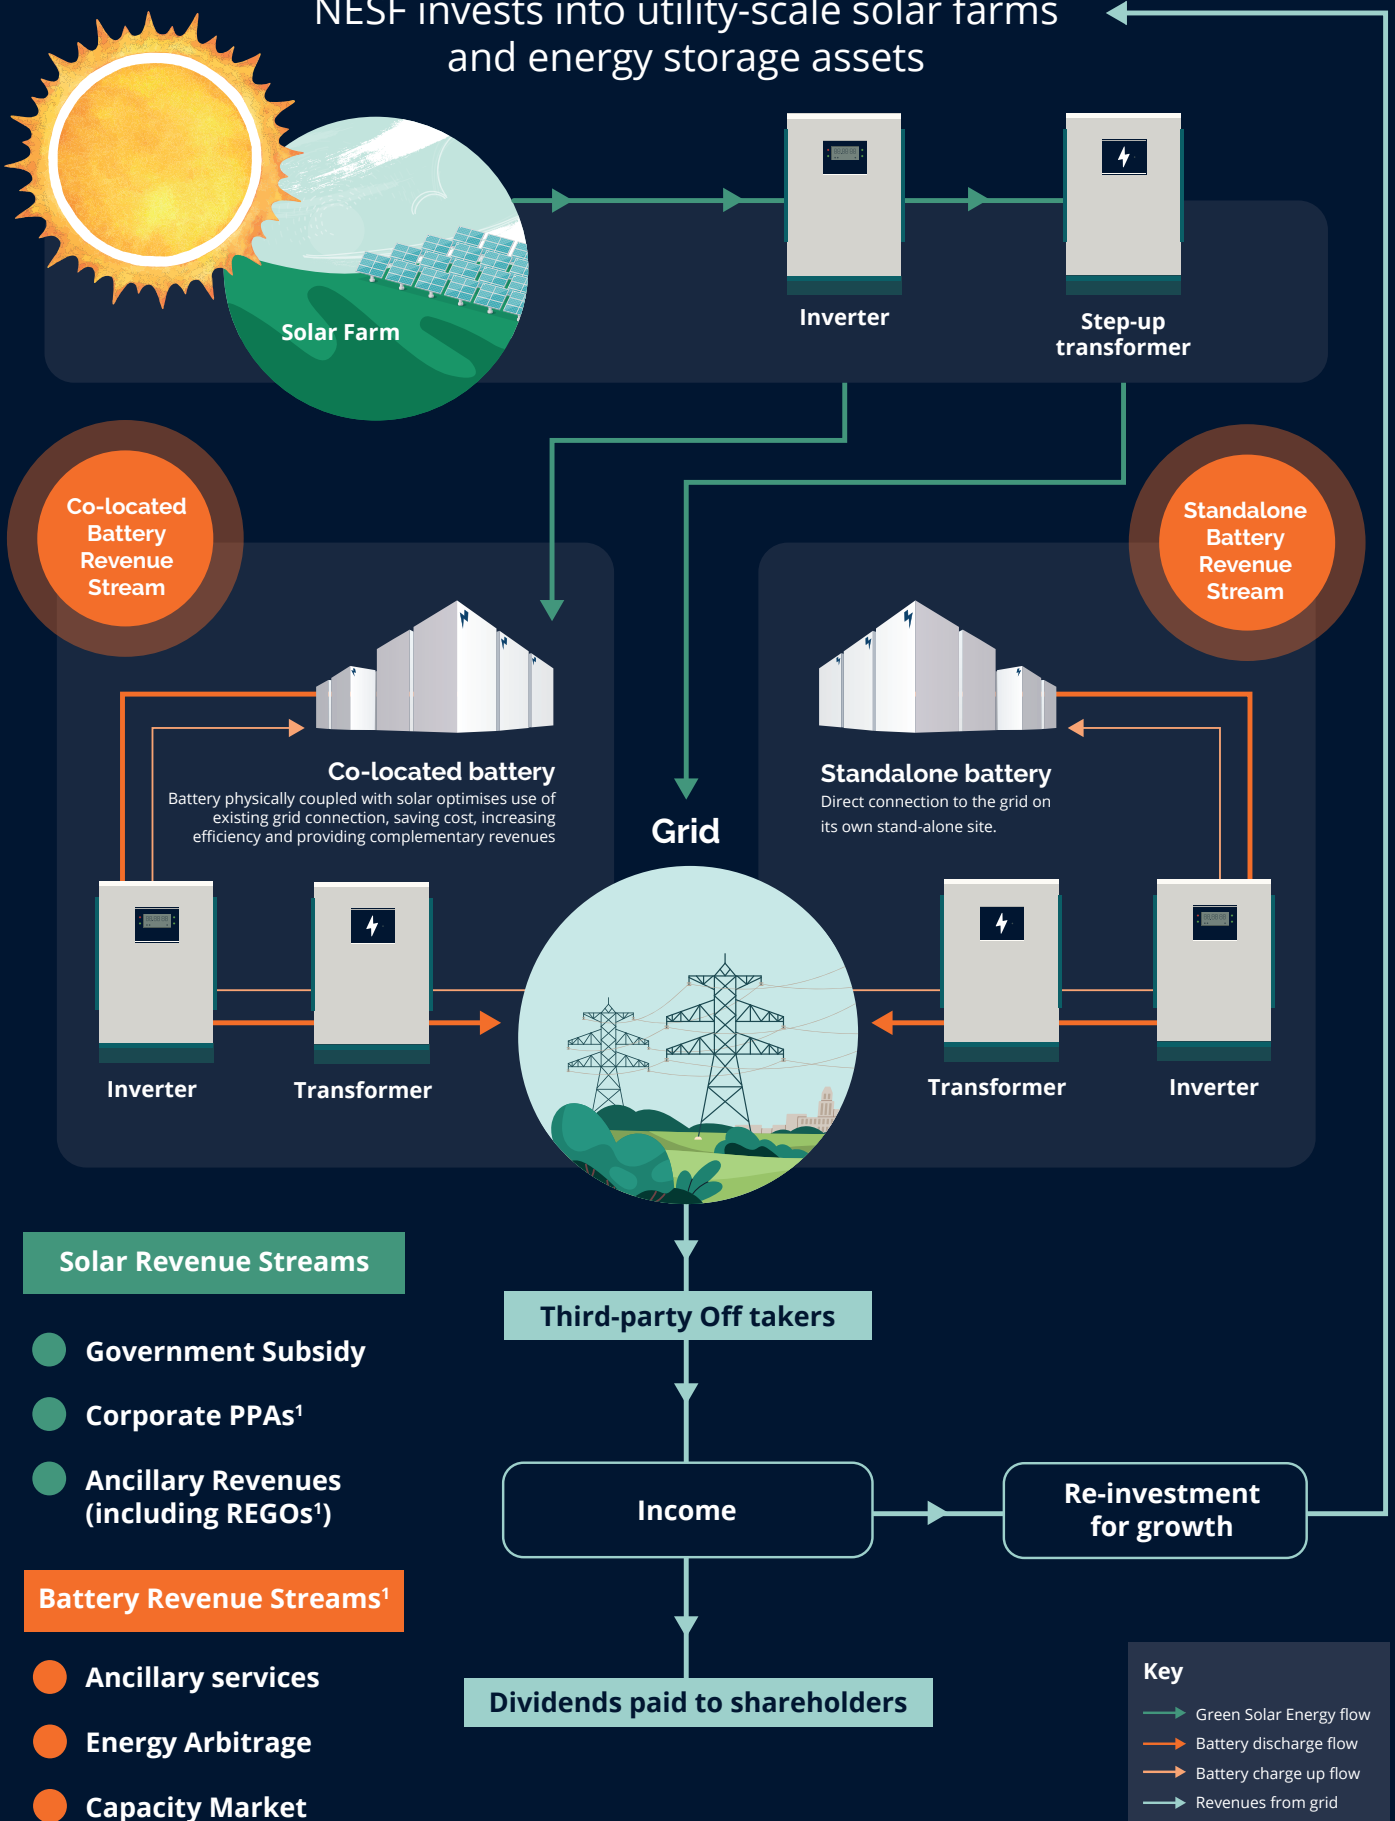 NESF invests into utility-scale solar farms
and energy storage assets
Solar Farm
Inverter
Step-up
transformer
Co-located
Battery
Revenue
Stream
Standalone
Battery
Revenue
Stream
Co-located battery
Battery physically coupled with solar optimises use of
existing grid connection, saving cost, increasing
efficiency and providing complementary revenues
Standalone battery
Direct connection to the grid on
its own stand-alone site.
Grid
Inverter
Transformer
Transformer
Inverter
Solar Revenue Streams
Government Subsidy
Corporate PPAs¹
Ancillary Revenues
(including REGOs¹)
Battery Revenue Streams¹
Ancillary services
Energy Arbitrage
Capacity Market
Third-party Off takers
Income
Re-investment
for growth
Dividends paid to shareholders
Key
Green Solar Energy flow
Battery discharge flow
Battery charge up flow
Revenues from grid